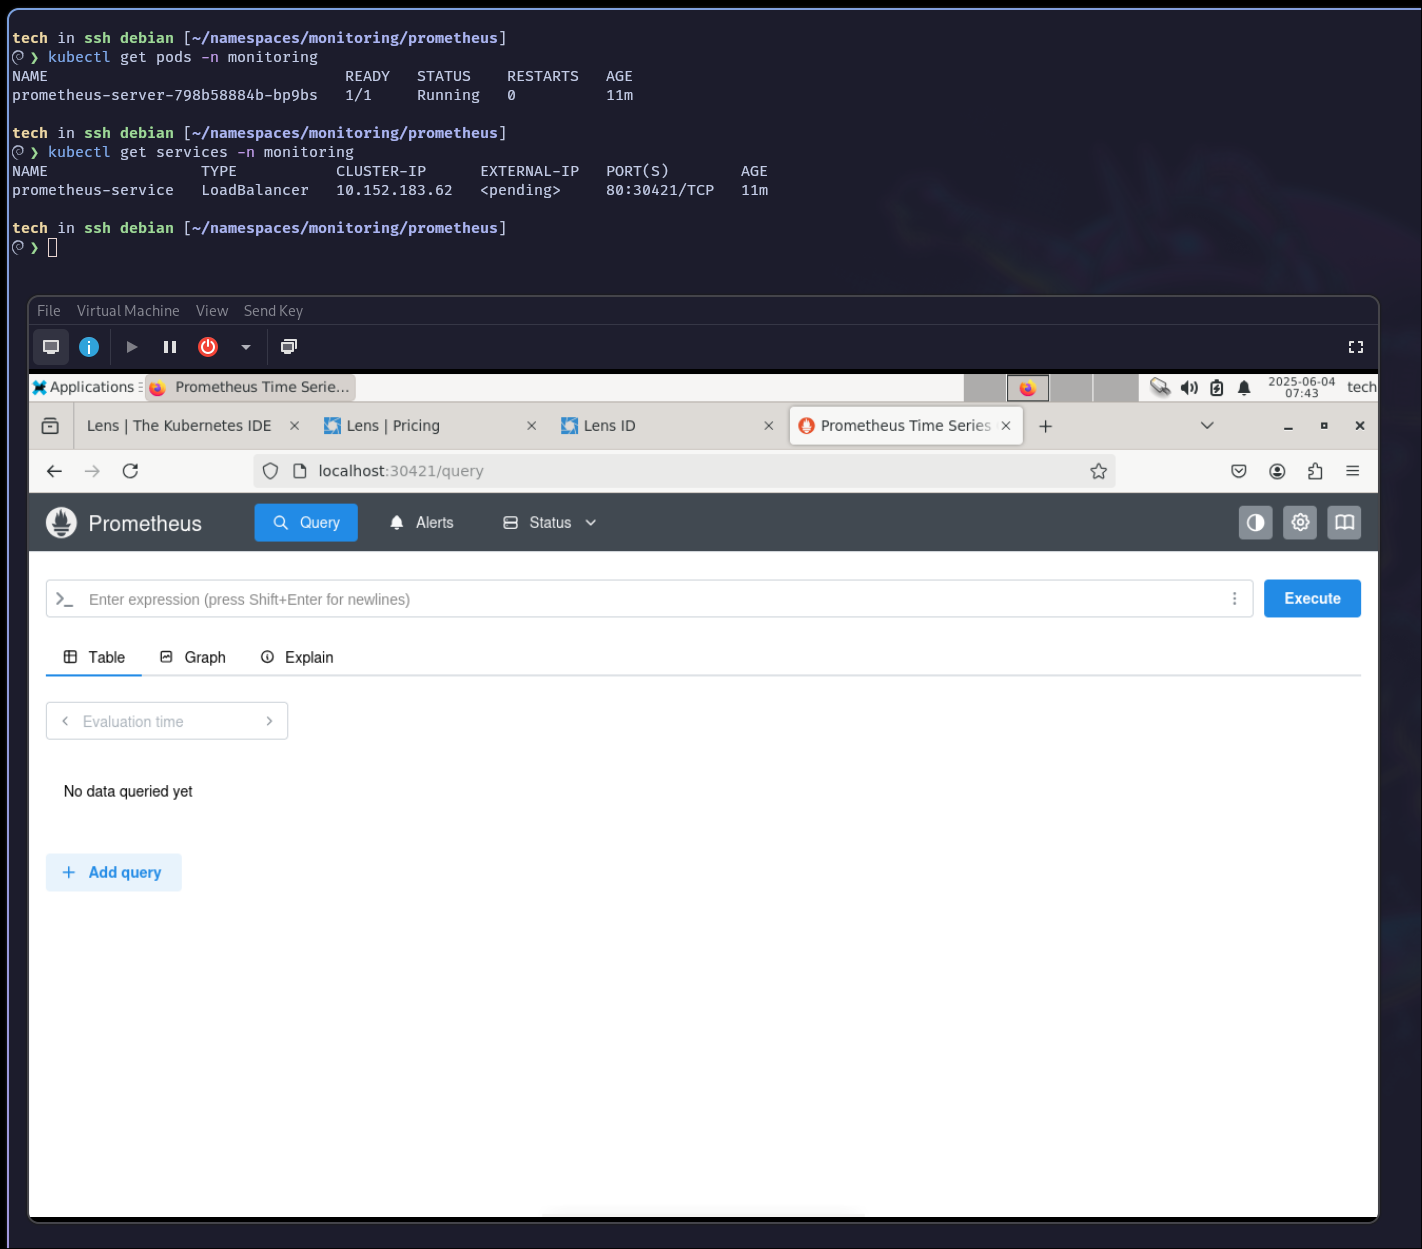 tech in ssh debian [~/namespaces/monitoring/prometheus]
❯ kubectl get pods -n monitoring
NAME READY STATUS RESTARTS AGE
prometheus-server-798b58884b-bp9bs 1/1 Running 0 11m
tech in ssh debian [~/namespaces/monitoring/prometheus]
❯ kubectl get services -n monitoring
NAME TYPE CLUSTER-IP EXTERNAL-IP PORT(S) AGE
prometheus-service LoadBalancer 10.152.183.62 <pending> 80:30421/TCP 11m
tech in ssh debian [~/namespaces/monitoring/prometheus]
❯
File Virtual Machine View Send Key
Applications Prometheus Time Serie... 2025-06-04 07:43 tech
Lens | The Kubernetes IDE Lens | Pricing Lens ID Prometheus Time Series
localhost:30421/query
Prometheus Query Alerts Status
Enter expression (press Shift+Enter for newlines) Execute
Table Graph Explain
Evaluation time
No data queried yet
+ Add query